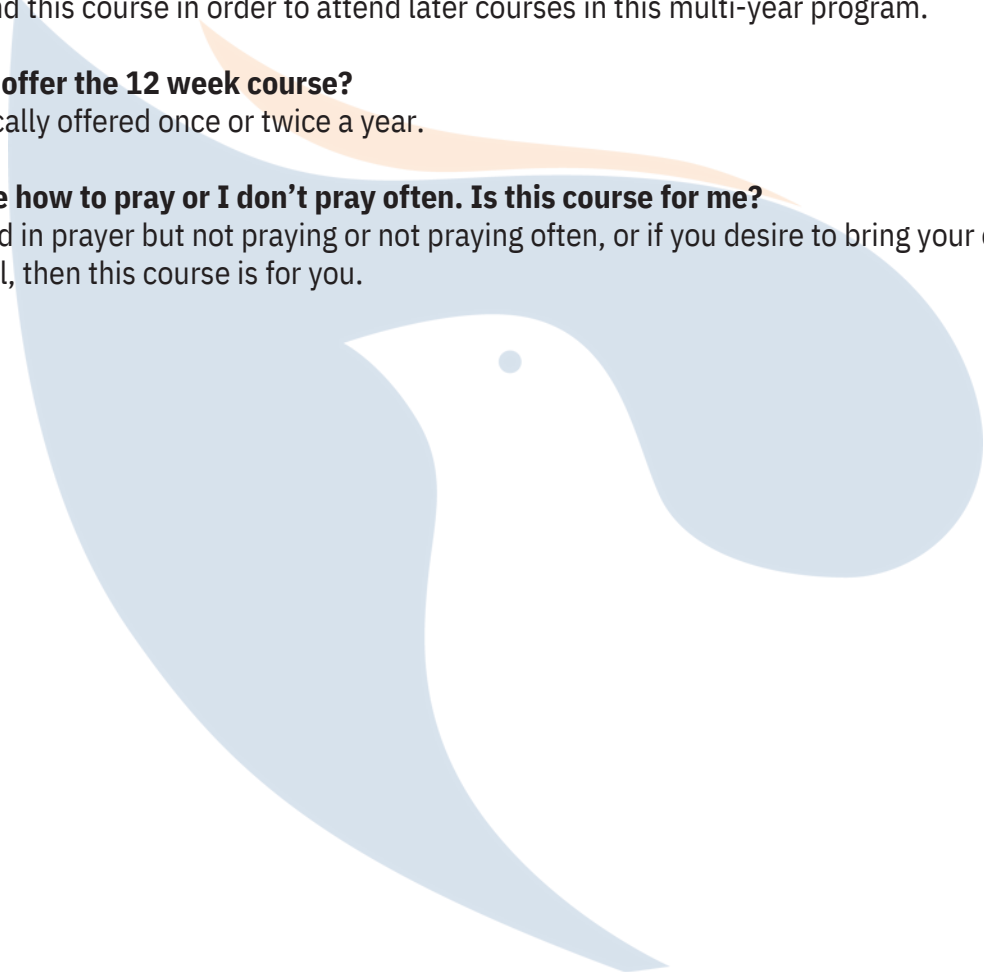 this course in order to attend later courses in this multi-year program.
offer the 12 week course?
offered once or twice a year.
how to pray or I don’t pray often. Is this course for me?
in prayer but not praying or not praying often, or if you desire to bring your
then this course is for you.